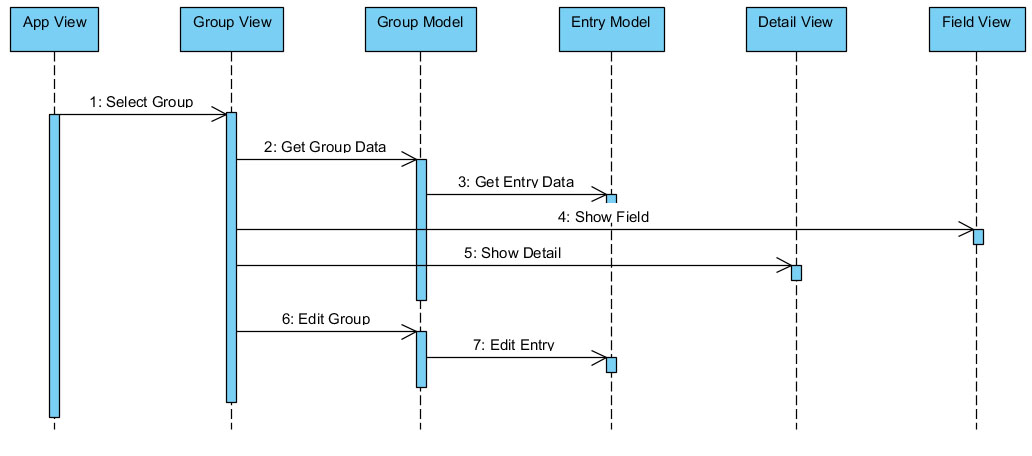 App View
Group View
Group Model
Entry Model
Detail View
Field View
1: Select Group
2: Get Group Data
3: Get Entry Data
4: Show Field
5: Show Detail
6: Edit Group
7: Edit Entry